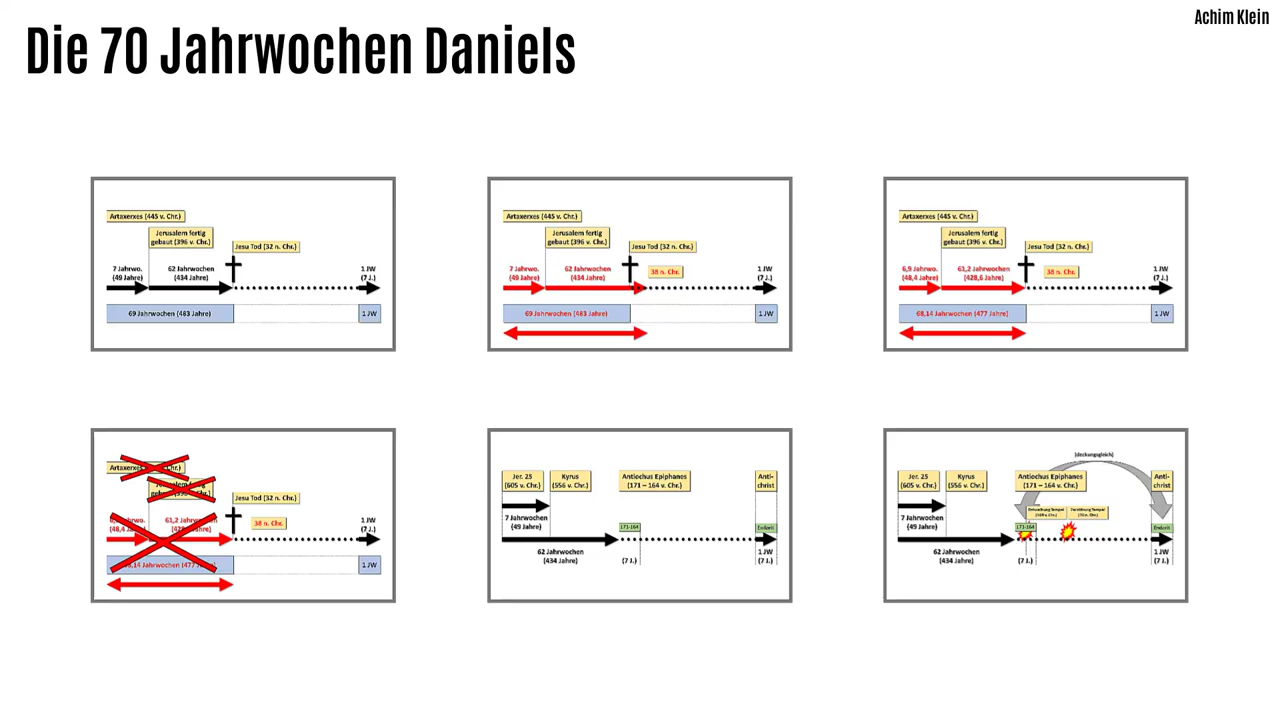 Achim Klein
Die 70 Jahrwochen Daniels
Artaxerxes (445 v. Chr.)
Jerusalem fertig
gebaut (396 v. Chr.)
Jesu Tod (32 n. Chr.)
7 Jahrwo.
(49 Jahre)
62 Jahrwochen
(434 Jahre)
1 JW
(7 J.)
69 Jahrwochen (483 Jahre)
1 JW
Artaxerxes (445 v. Chr.)
Jerusalem fertig
gebaut (396 v. Chr.)
Jesu Tod (32 n. Chr.)
7 Jahrwo.
(49 Jahre)
62 Jahrwochen
(434 Jahre)
38 n. Chr.
1 JW
(7 J.)
69 Jahrwochen (483 Jahre)
1 JW
Artaxerxes (445 v. Chr.)
Jerusalem fertig
gebaut (396 v. Chr.)
Jesu Tod (32 n. Chr.)
6,9 Jahrwo.
(48,4 Jahre)
61,2 Jahrwochen
(428,6 Jahre)
38 n. Chr.
1 JW
(7 J.)
68,14 Jahrwochen (477 Jahre)
1 JW
Jesu Tod (32 n. Chr.)
61,2 Jahrwochen
38 n. Chr.
1 JW
(7 J.)
Jahrwochen (477
1 JW
Jer. 25
(605 v. Chr.)
Kyrus
(556 v. Chr.)
Antiochus Epiphanes
(171 – 164 v. Chr.)
Anti-
christ
7 Jahrwochen
(49 Jahre)
171-164
Endzeit
62 Jahrwochen
(434 Jahre)
(7 J.)
1 JW
(7 J.)
(deckungsgleich)
Jer. 25
(605 v. Chr.)
Kyrus
(556 v. Chr.)
Antiochus Epiphanes
(171 – 164 v. Chr.)
Anti-
christ
7 Jahrwochen
(49 Jahre)
171-164
Endzeit
62 Jahrwochen
(434 Jahre)
(7 J.)
1 JW
(7 J.)